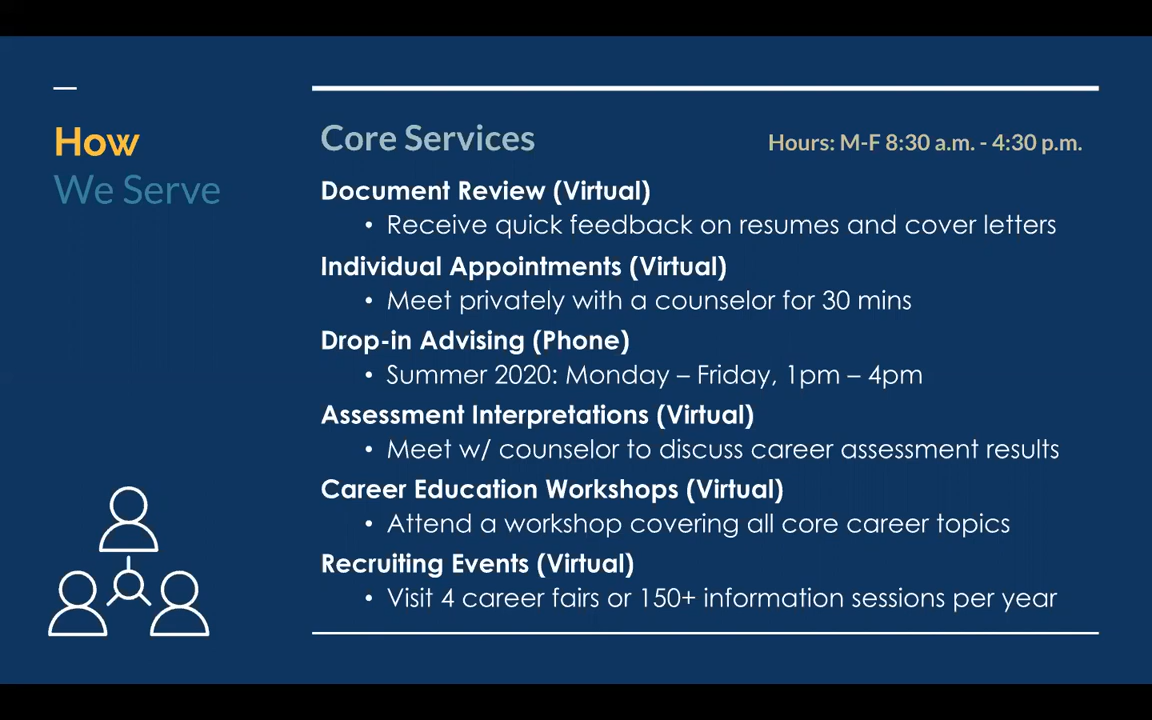 How
We Serve
Core Services
Hours: M-F 8:30 a.m. - 4:30 p.m.
Document Review (Virtual)
• Receive quick feedback on resumes and cover letters
Individual Appointments (Virtual)
• Meet privately with a counselor for 30 mins
Drop-in Advising (Phone)
• Summer 2020: Monday – Friday, 1pm – 4pm
Assessment Interpretations (Virtual)
• Meet w/ counselor to discuss career assessment results
Career Education Workshops (Virtual)
• Attend a workshop covering all core career topics
Recruiting Events (Virtual)
• Visit 4 career fairs or 150+ information sessions per year